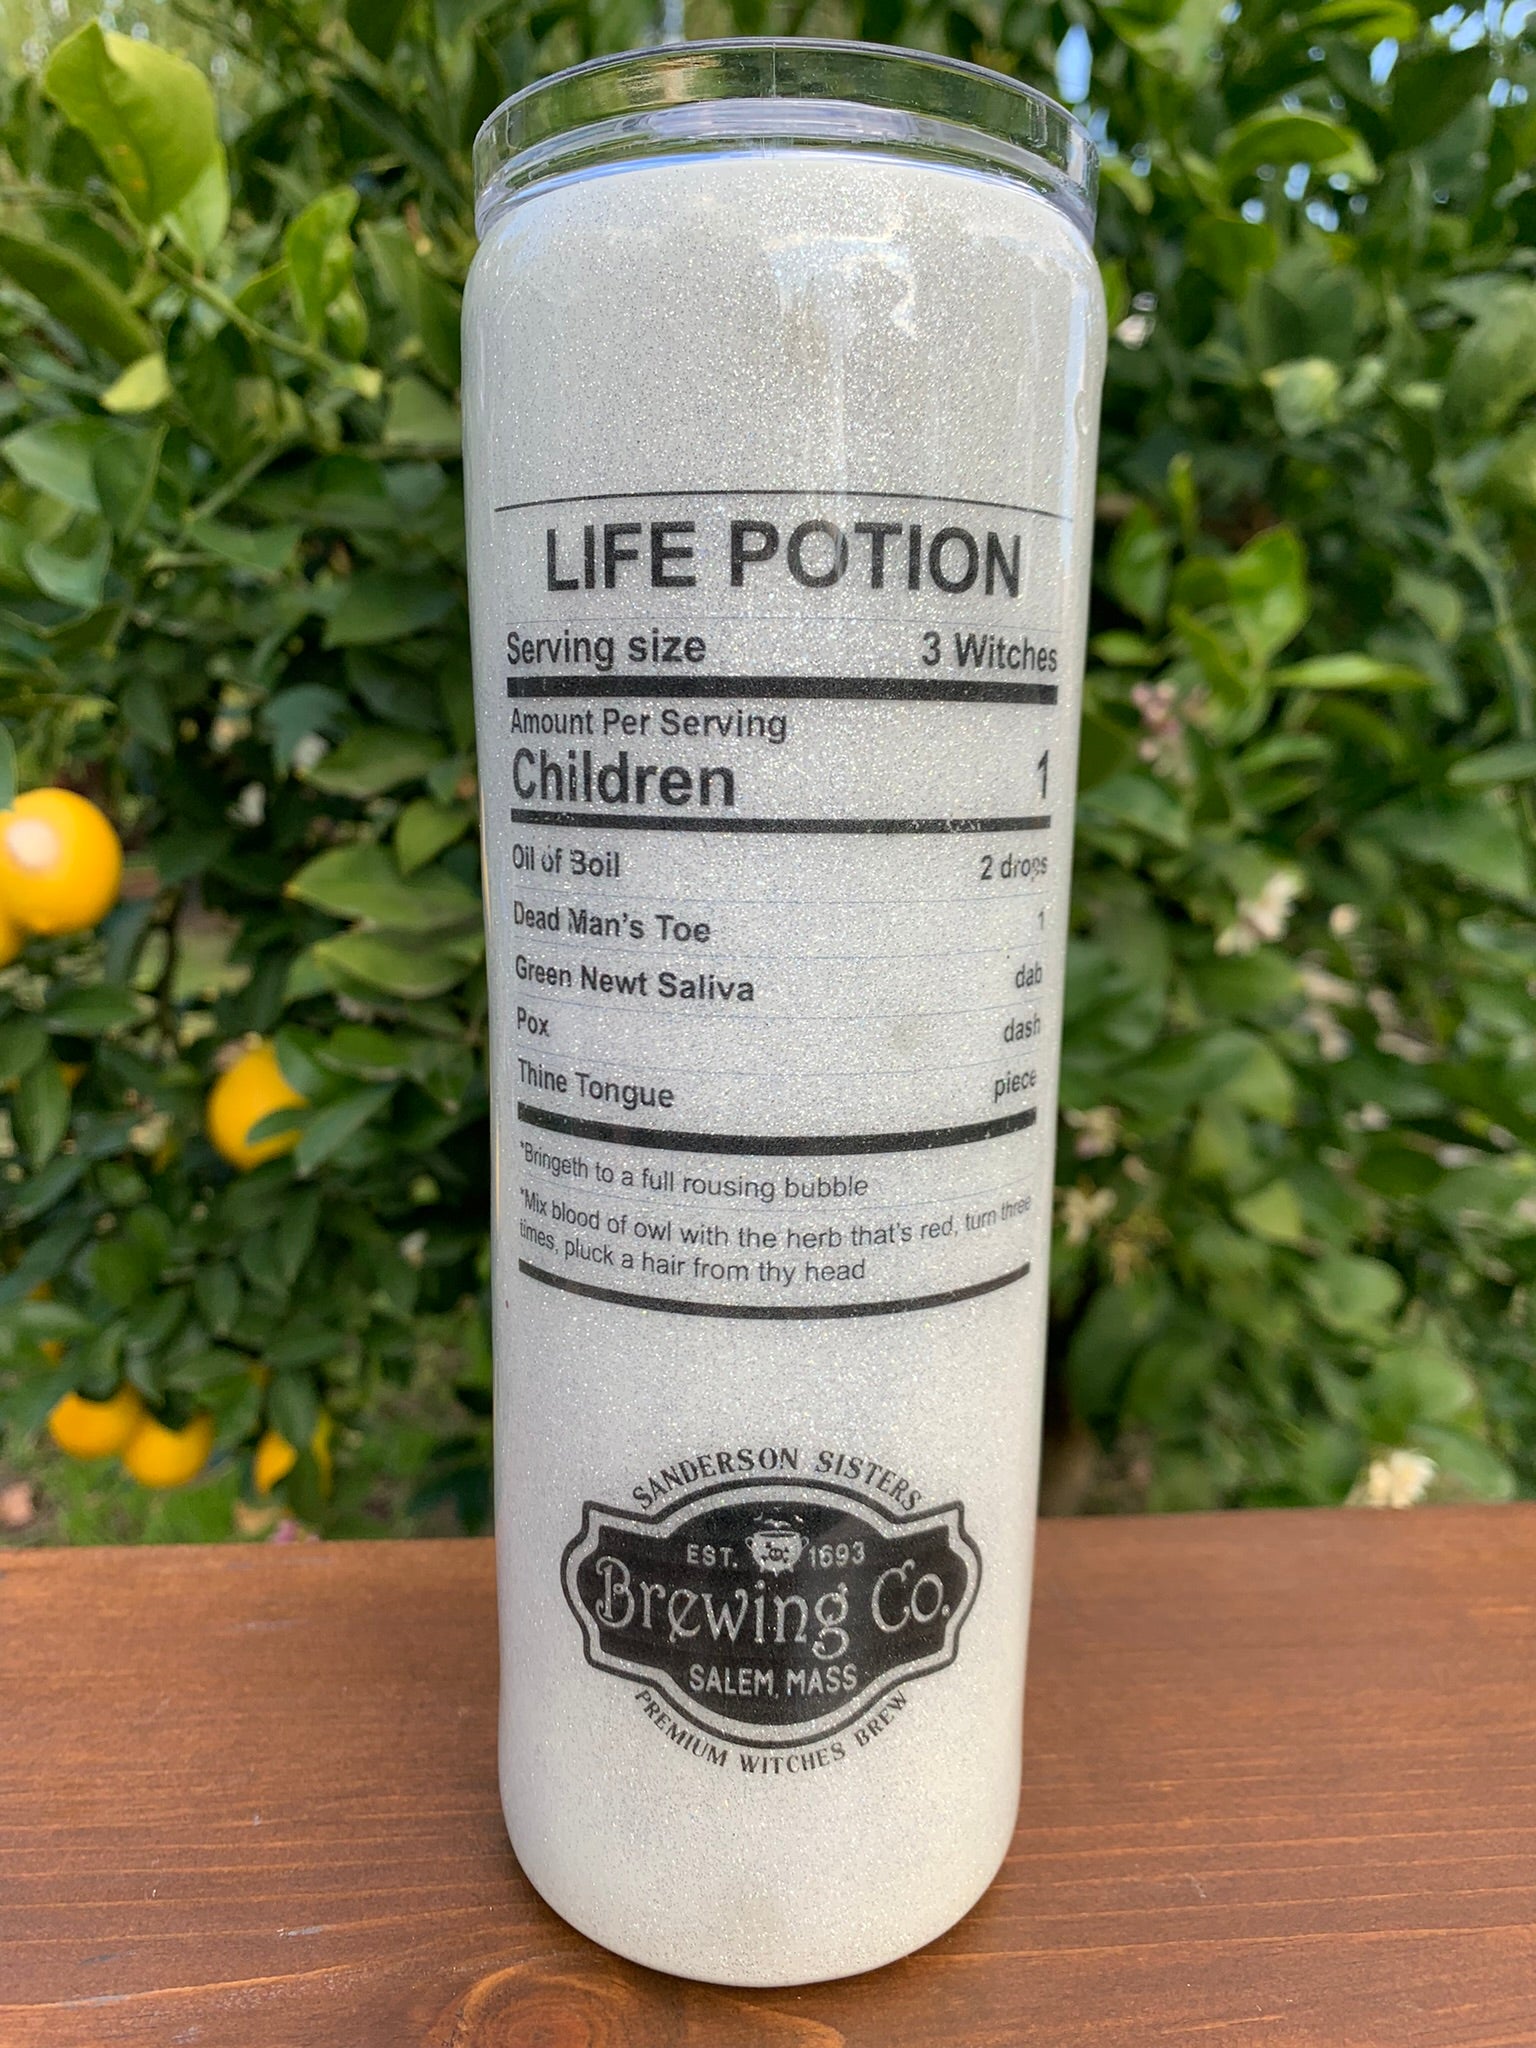 LIFE POTION
Serving size 3 Witches
Amount Per Serving
Children 1
Oil of Boil 2 drops
Dead Man's Toe 1
Green Newt Saliva dab
Pox dash
Thine Tongue piece
*Bringeth to a full rousing bubble
*Mix blood of owl with the herb that's red, turn three
times, pluck a hair from thy head
SANDERSON SISTERS
EST. 1693
Brewing Co.
SALEM, MASS
PREMIUM WITCHES BREW